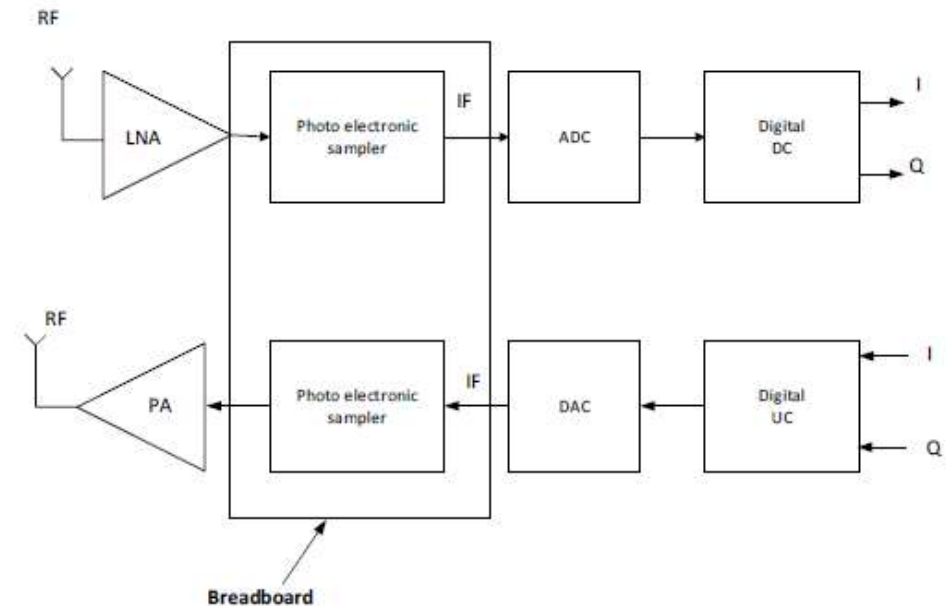 RF
LNA
Photo electronic
sampler
IF
ADC
Digital
DC
I
Q
RF
PA
Photo electronic
sampler
IF
DAC
Digital
UC
I
Q
Breadboard